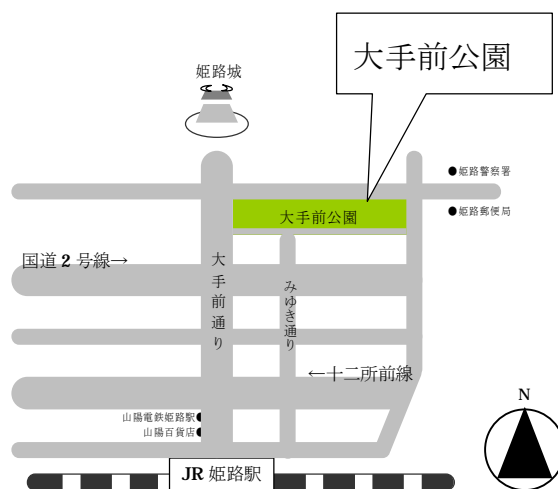 大手前公園
姫路城
●姫路警察署
大手前公園
●姫路郵便局
国道2号線→
大手前通り
みゆき通り
←十二所前線
山陽電鉄姫路駅●
山陽百貨店●
N
JR 姫路駅